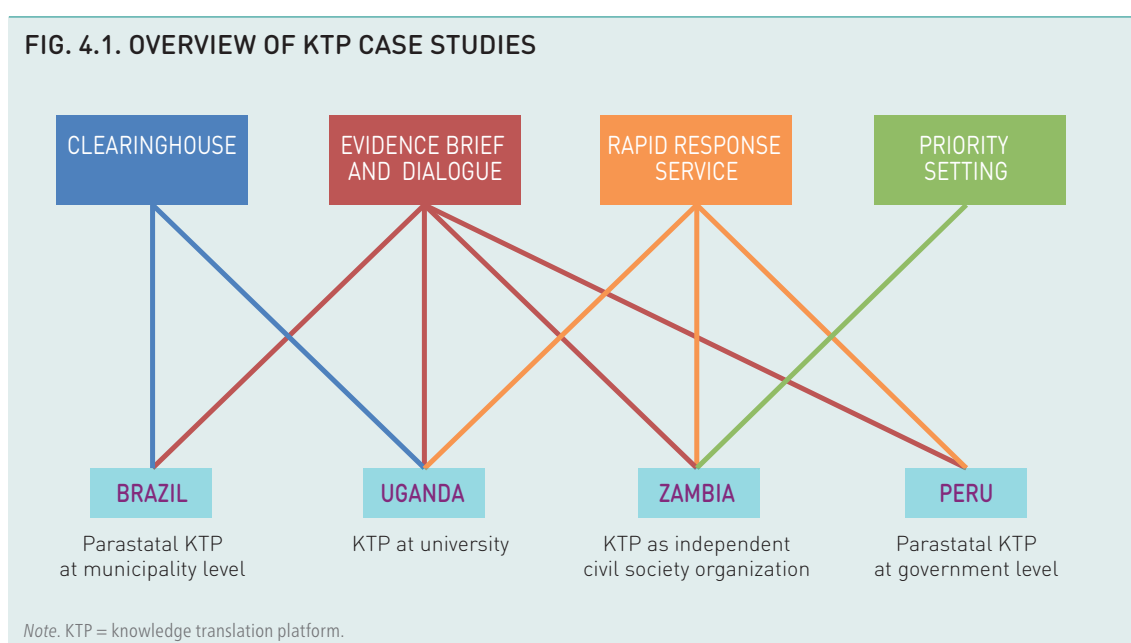 FIG. 4.1. OVERVIEW OF KTP CASE STUDIES
CLEARINGHOUSE
EVIDENCE BRIEF
AND DIALOGUE
RAPID RESPONSE
SERVICE
PRIORITY
SETTING
BRAZIL
Parastatal KTP
at municipality level
UGANDA
KTP at university
ZAMBIA
KTP as independent
civil society organization
PERU
Parastatal KTP
at government level
Note. KTP = knowledge translation platform.